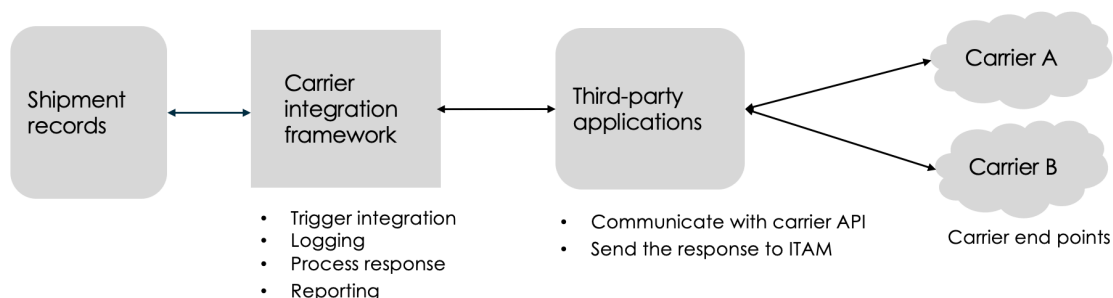 Shipment
records
Carrier
integration
framework
Third-party
applications
Carrier A
Carrier B
• Trigger integration
• Logging
• Process response
• Reporting
• Communicate with carrier API
• Send the response to ITAM
Carrier end points